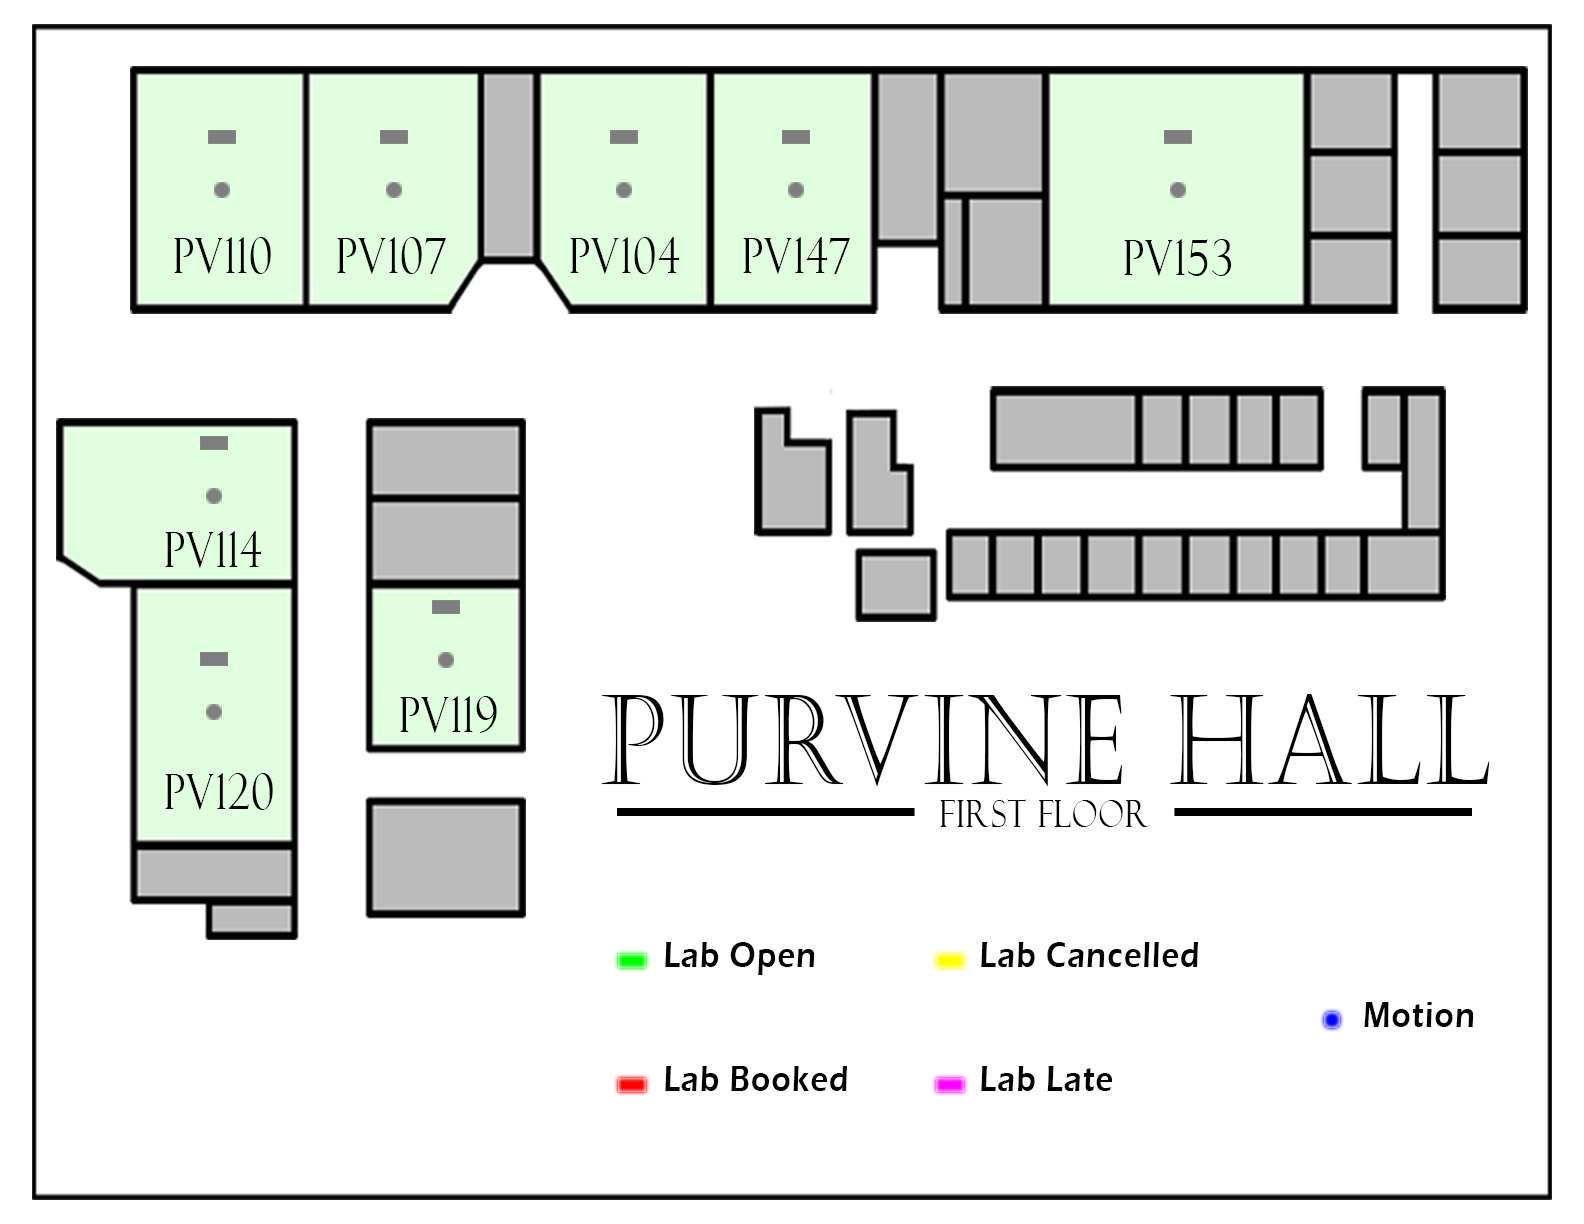 PV110
PV107
PV104
PV147
PV153
PV114
PV119
PV120
PURVINE HALL
FIRST FLOOR
Lab Open
Lab Cancelled
Motion
Lab Booked
Lab Late